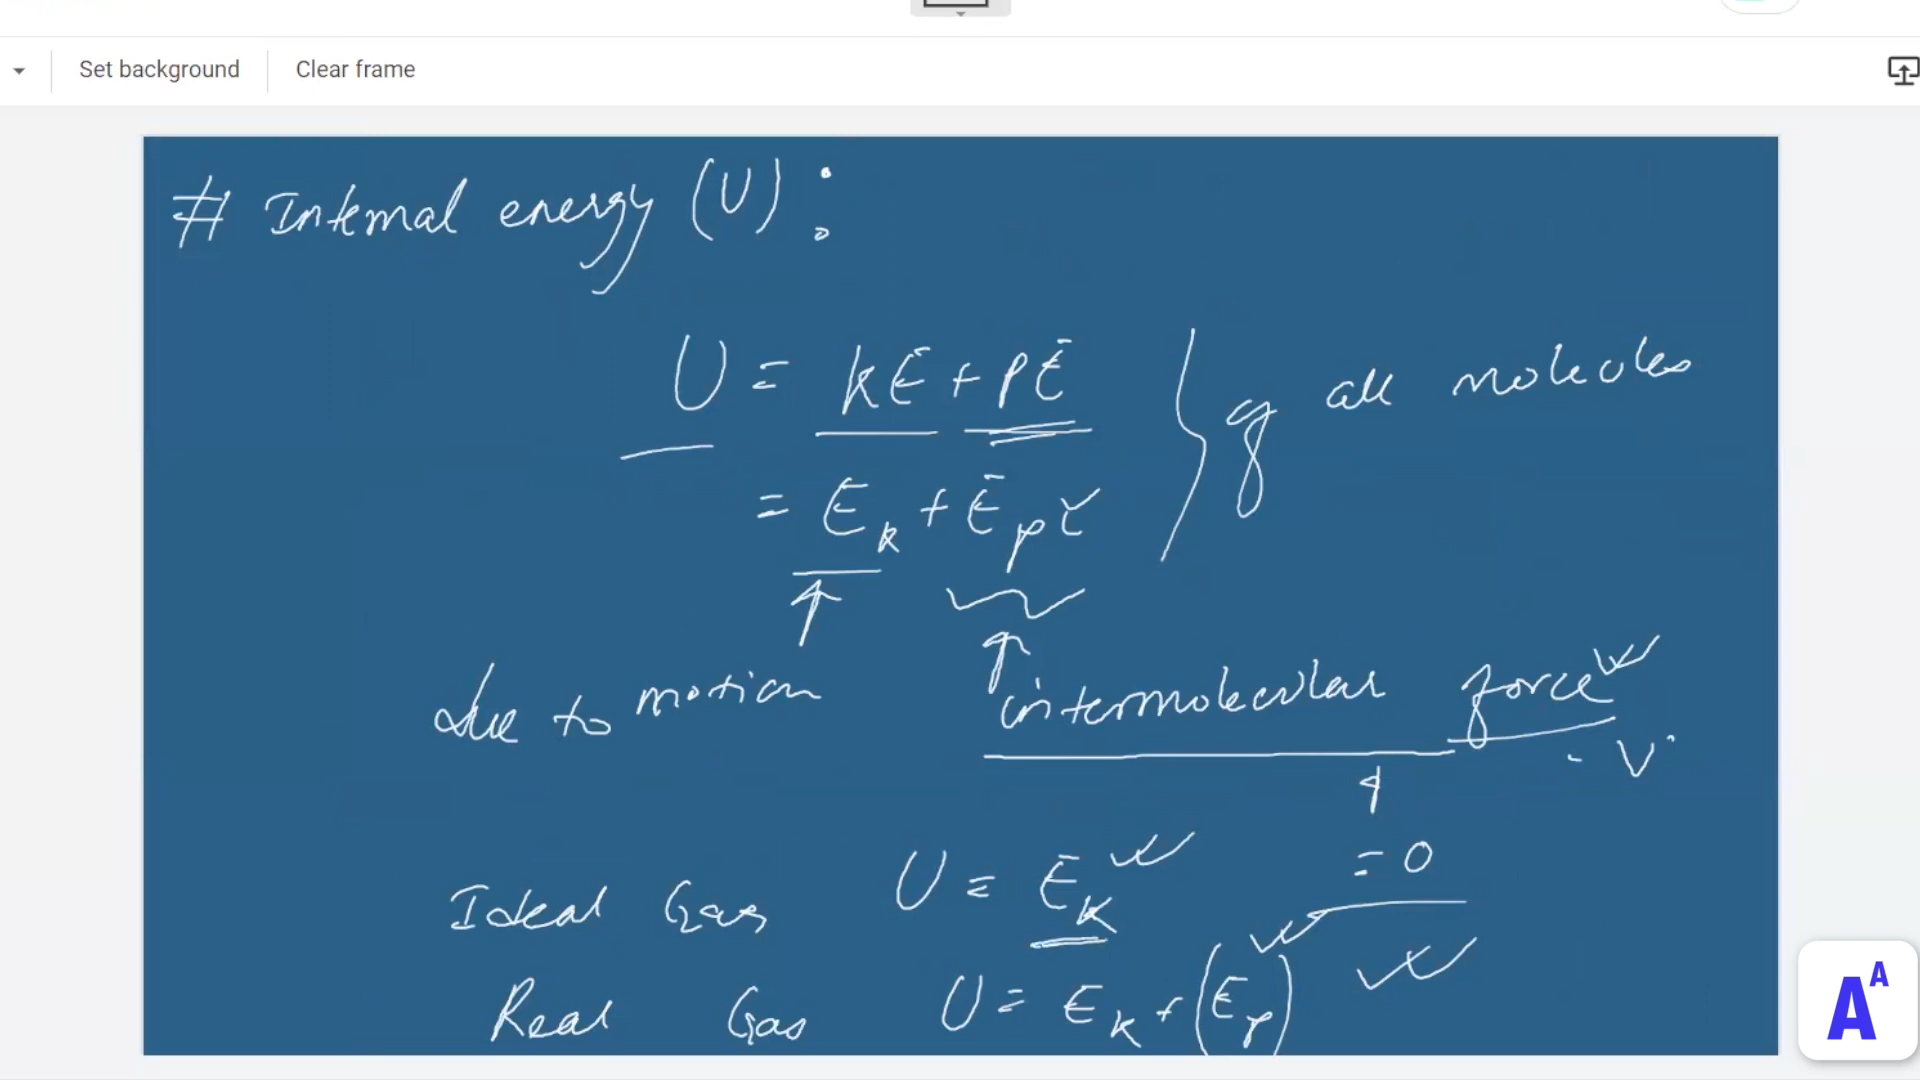 Set background
Clear frame
# Internal energy (U) :
U = KE + PE } of all molecules
= Ek + Ep
due to motion
intermolecular force
V
= 0
Ideal Gas U = Ek
Real Gas U = Ek + (Ep)
AA